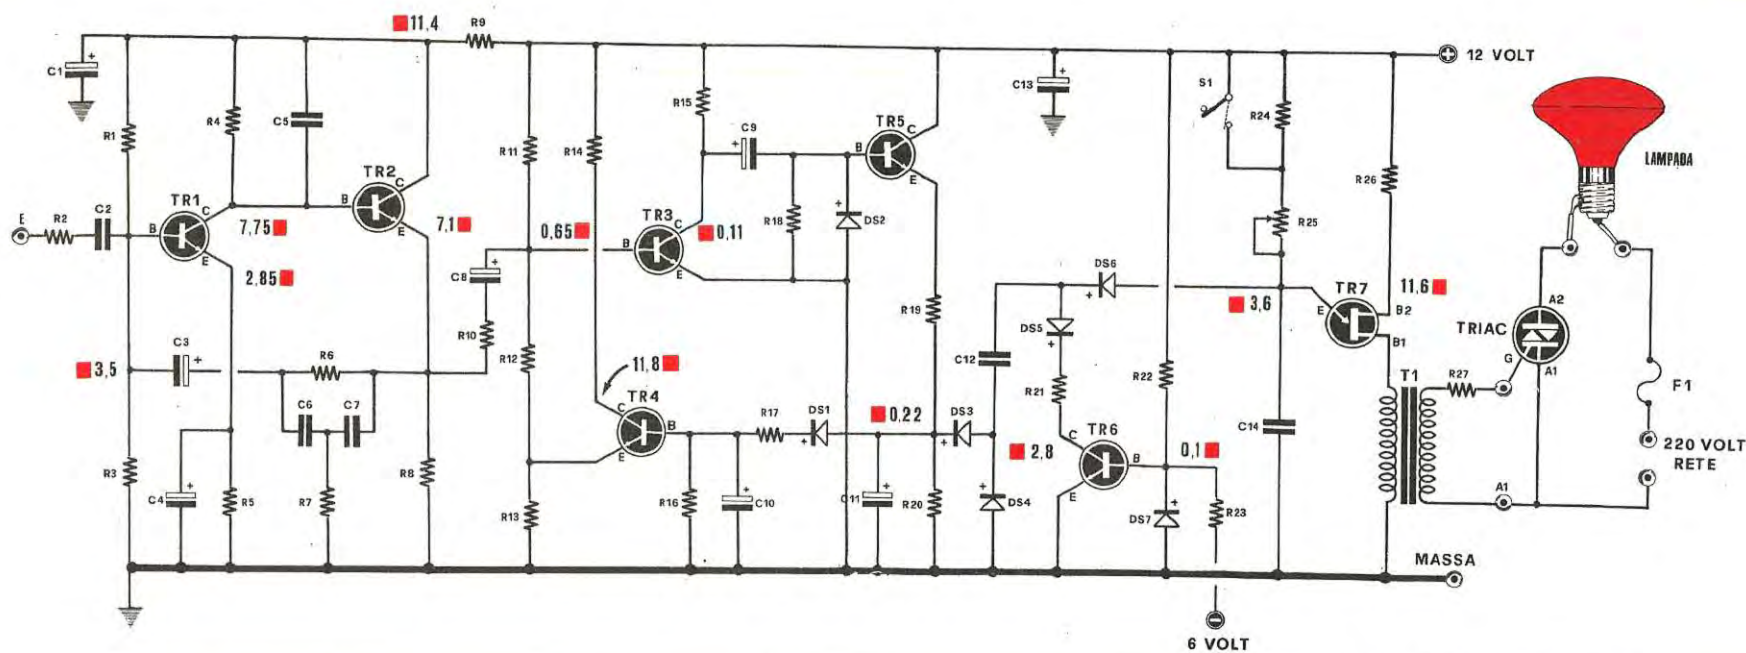 11,4
R9
C1 +
R1
R4
C5
TR2
C
B
E
TR1
C
B
E
E
R2
C2
7,75
7,1
2,85
3,5
C3
+
R6
C6
C7
R3
C4
+
R5
R7
R8
R11
R14
R15
C9
+
TR5
C
B
E
0,65
TR3
C
B
E
0,11
R18
DS2
+
C8
+
R10
R12
R19
11,8
TR4
C
B
E
R17
DS1
+
0,22
DS3
+
R13
R16
C10
+
C11
+
R20
DS4
+
C13
+
S1
R24
R25
R26
12 VOLT
LAMPADA
DS6
+
DS5
+
C12
R21
R22
3,6
TR7
E
B2
B1
11,6
TRIAC
A2
G
A1
T1
R27
F1
2,8
TR6
C
B
E
0,1
C14
DS7
+
R23
A1
220 VOLT
RETE
MASSA
6 VOLT